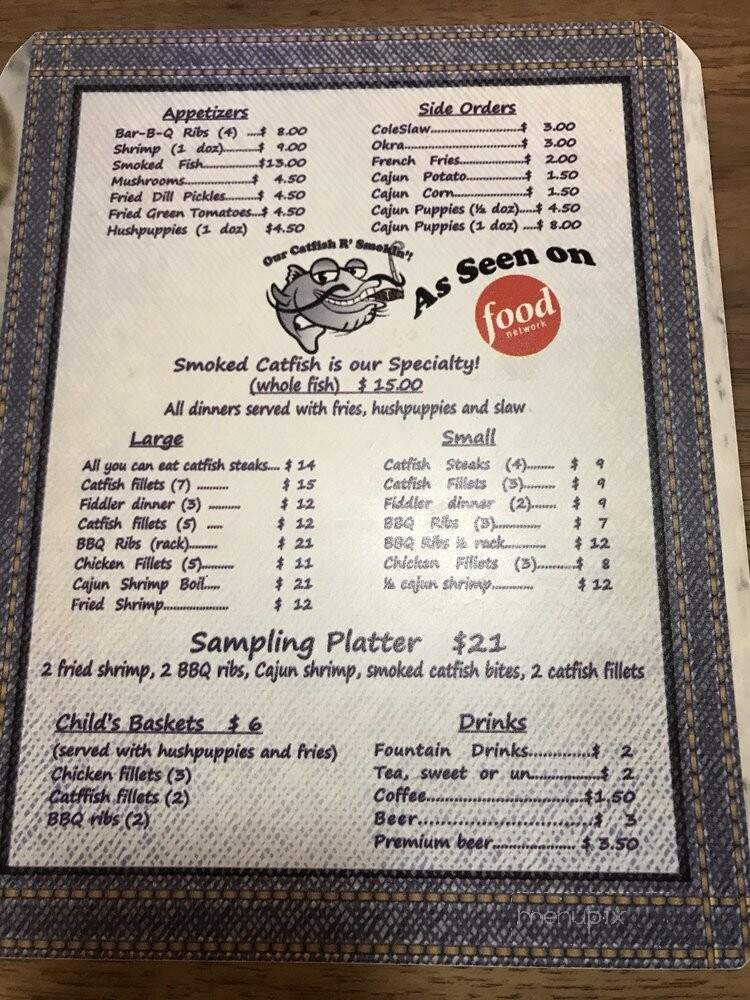 Appetizers
Bar-B-Q Ribs (4) ....$ 8.00
Shrimp (1 doz)..........$ 9.00
Smoked Fish...............$13.00
Mushrooms....................$ 4.50
Fried Dill Pickles.........$ 4.50
Fried Green Tomatoes...$ 4.50
Hushpuppies (1 doz) $4.50
Side Orders
ColeSlaw..........................$ 3.00
Okra.................................$ 3.00
French Fries..................$ 2.00
Cajun Potato.................$ 1.50
Cajun Corn....................$ 1.50
Cajun Puppies (½ doz)....$ 4.50
Cajun Puppies (1 doz) ....$ 8.00
Our Catfish R' Smokin'!
As Seen on
food
network
Smoked Catfish is our Specialty!
(whole fish) $ 15.00
All dinners served with fries, hushpuppies and slaw
Large
All you can eat catfish steaks.... $ 14
Catfish fillets (7) ......... $ 15
Fiddler dinner (3) ......... $ 12
Catfish fillets (5) ..... $ 12
BBQ Ribs (rack)......... $ 21
Chicken Fillets (5)......... $ 11
Cajun Shrimp Boil..... $ 21
Fried Shrimp..................... $ 12
Small
Catfish Steaks (4)........ $ 9
Catfish Fillets (3)......... $ 9
Fiddler dinner (2)....... $ 9
BBQ Ribs (3)............. $ 7
BBQ Ribs ½ rack............ $ 12
Chicken Fillets (3)...........$ 8
½ cajun shrimp............ $ 12
Sampling Platter $21
2 fried shrimp, 2 BBQ ribs, Cajun shrimp, smoked catfish bites, 2 catfish fillets
Child's Baskets $ 6
(served with hushpuppies and fries)
Chicken fillets (3)
Catffish fillets (2)
BBQ ribs (2)
Drinks
Fountain Drinks.............$ 2
Tea, sweet or un...............$ 2
Coffee.................................$1.50
Beer.............................$ 3
Premium beer................... $ 3.50
menupix